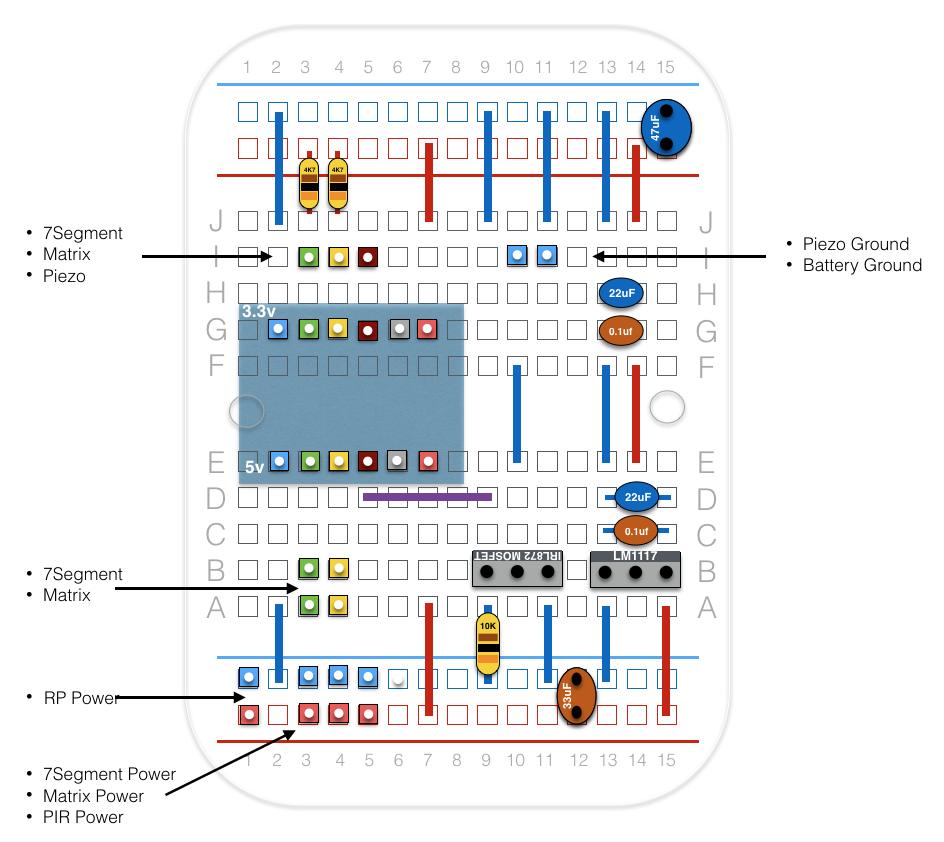 1 2 3 4 5 6 7 8 9 10 11 12 13 14 15
47uF
4K7 4K7
J J
• 7Segment
• Matrix
• Piezo
I I
• Piezo Ground
• Battery Ground
H H
22uF
3.3v
G G
0.1uf
F F
E E
5v
D D
22uF
C C
0.1uf
IRL872 MOSFET
LM1117
• 7Segment
• Matrix
B B
A A
10K
• RP Power
33uF
1 2 3 4 5 6 7 8 9 10 11 12 13 14 15
• 7Segment Power
• Matrix Power
• PIR Power